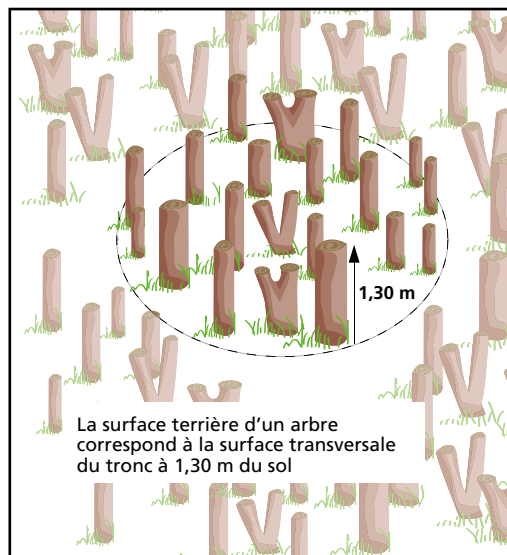 1,30 m
La surface terrière d’un arbre
correspond à la surface transversale
du tronc à 1,30 m du sol